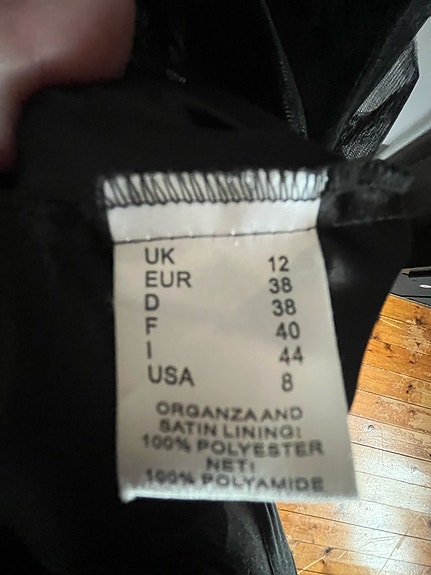 UK 12
EUR 38
D 38
F 40
I 44
USA 8
ORGANZA AND
SATIN LINING:
100% POLYESTER
NET:
100% POLYAMIDE